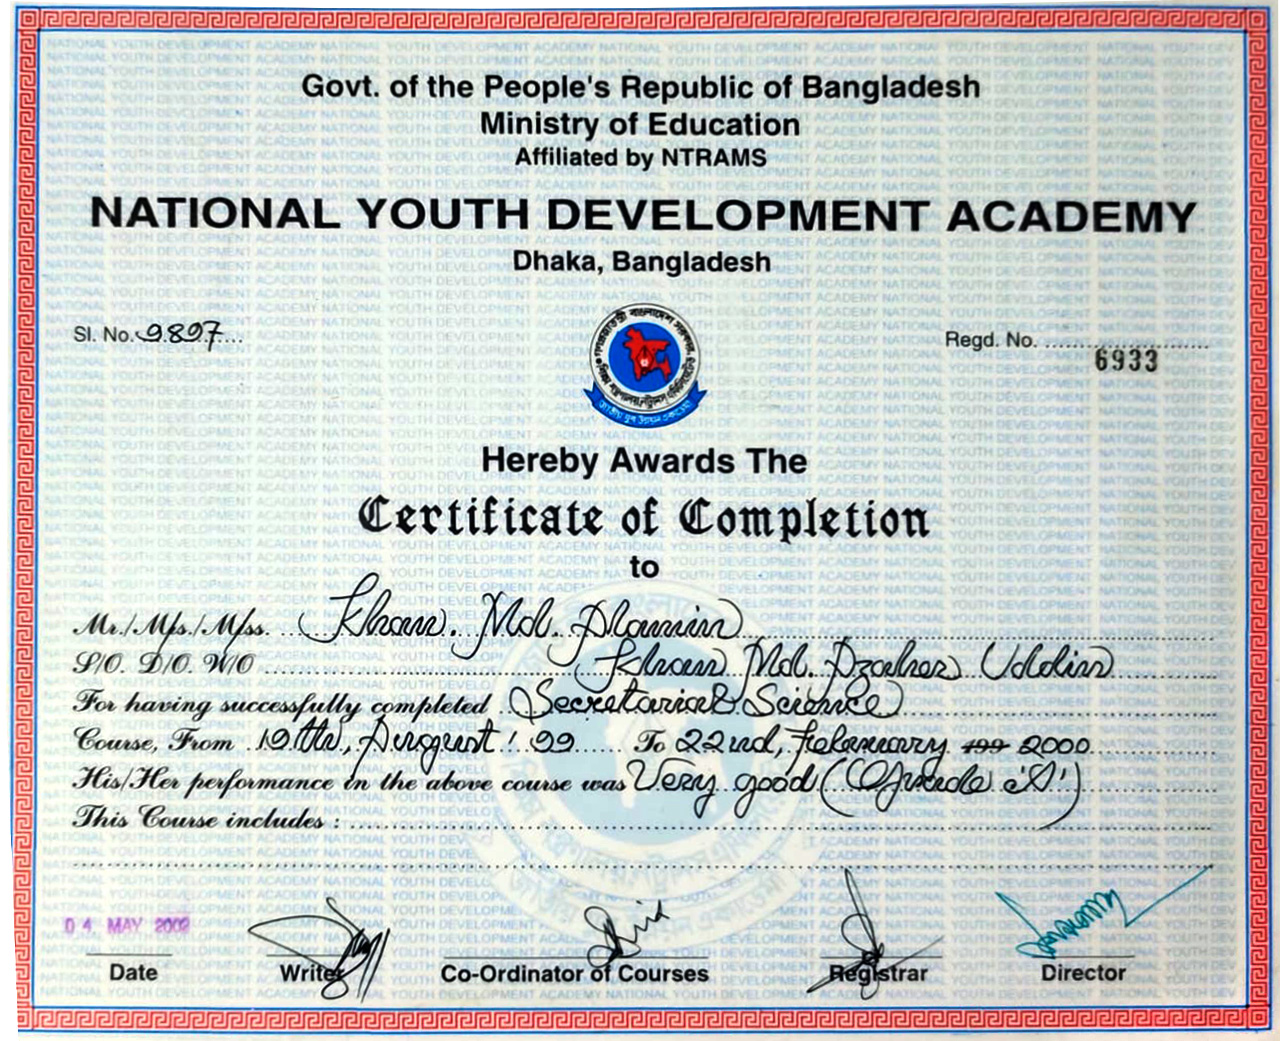 Govt. of the People's Republic of Bangladesh
Ministry of Education
Affiliated by NTRAMS
NATIONAL YOUTH DEVELOPMENT ACADEMY
Dhaka, Bangladesh
Sl. No. 9897
Regd. No. 6933
Hereby Awards The
Certificate of Completion
to
Mr./Mrs./Miss. Khan. Md. Alamin
S/O. D/O. W/O Khan Md. Azaher Uddin
For having successfully completed Secretarial Science
Course, From 19th, August '99 To 22nd, February 199 2000
His/Her performance in the above course was Very good (Grade 'A')
This Course includes :
04 MAY 2002
Date
Writer
Co-Ordinator of Courses
Registrar
Director